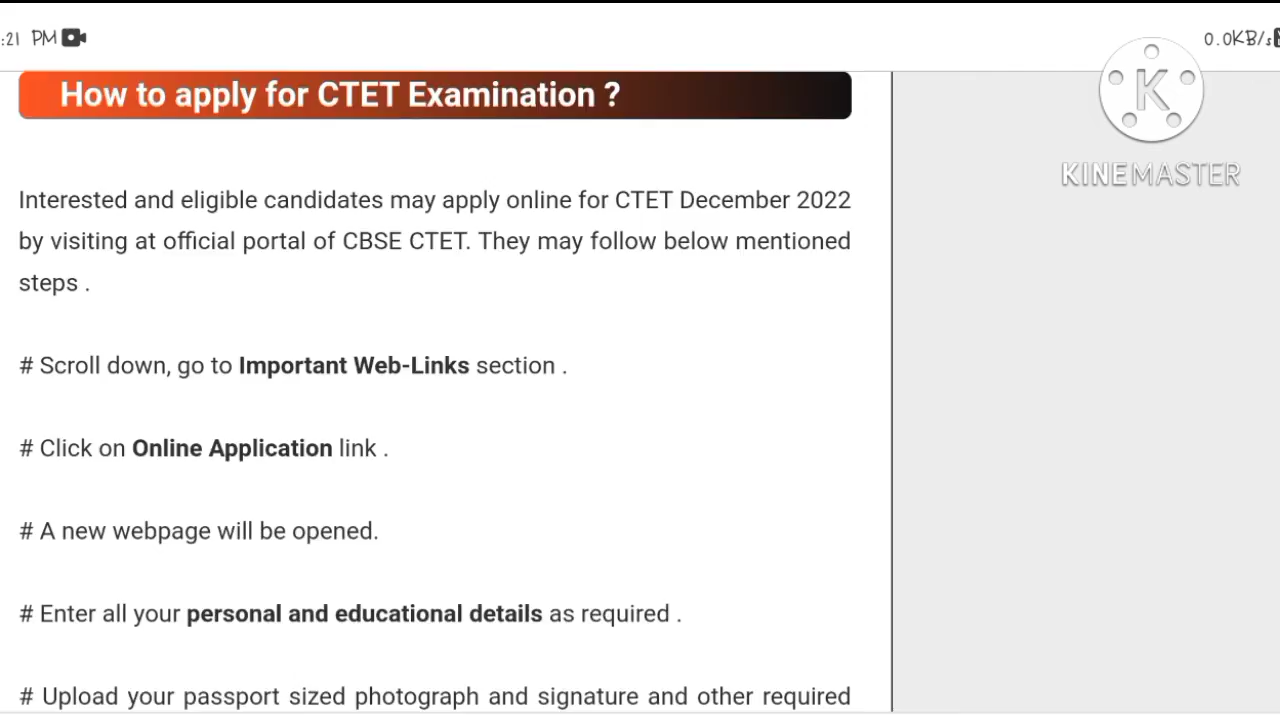 :21 PM
0.0KB/s
How to apply for CTET Examination ?
K
KINEMASTER
Interested and eligible candidates may apply online for CTET December 2022
by visiting at official portal of CBSE CTET. They may follow below mentioned
steps .
# Scroll down, go to Important Web-Links section .
# Click on Online Application link .
# A new webpage will be opened.
# Enter all your personal and educational details as required .
# Upload your passport sized photograph and signature and other required